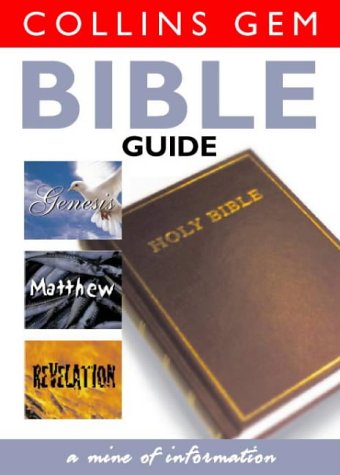 COLLINS GEM
BIBLE
GUIDE
Genesis
HOLY BIBLE
Matthew
REVELATION
a mine of information